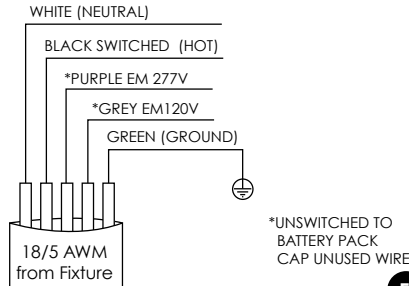 WHITE (NEUTRAL)
BLACK SWITCHED (HOT)
*PURPLE EM 277V
*GREY EM120V
GREEN (GROUND)
*UNSWITCHED TO
BATTERY PACK
CAP UNUSED WIRE
18/5 AWM
from Fixture